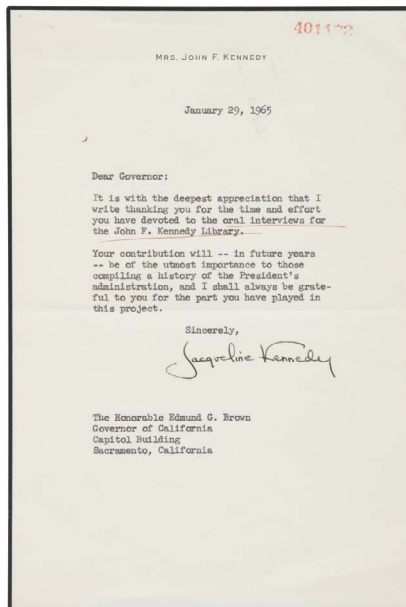 MRS. JOHN F. KENNEDY
January 29, 1965
Dear Governor:
It is with the deepest appreciation that I
write thanking you for the time and effort
you have devoted to the oral interviews for
the John F. Kennedy Library.
Your contribution will -- in future years
-- be of the utmost importance to those
compiling a history of the President's
administration, and I shall always be grate-
ful to you for the part you have played in
this project.
Sincerely,
Jacqueline Kennedy
The Honorable Edmund G. Brown
Governor of California
Capitol Building
Sacramento, California